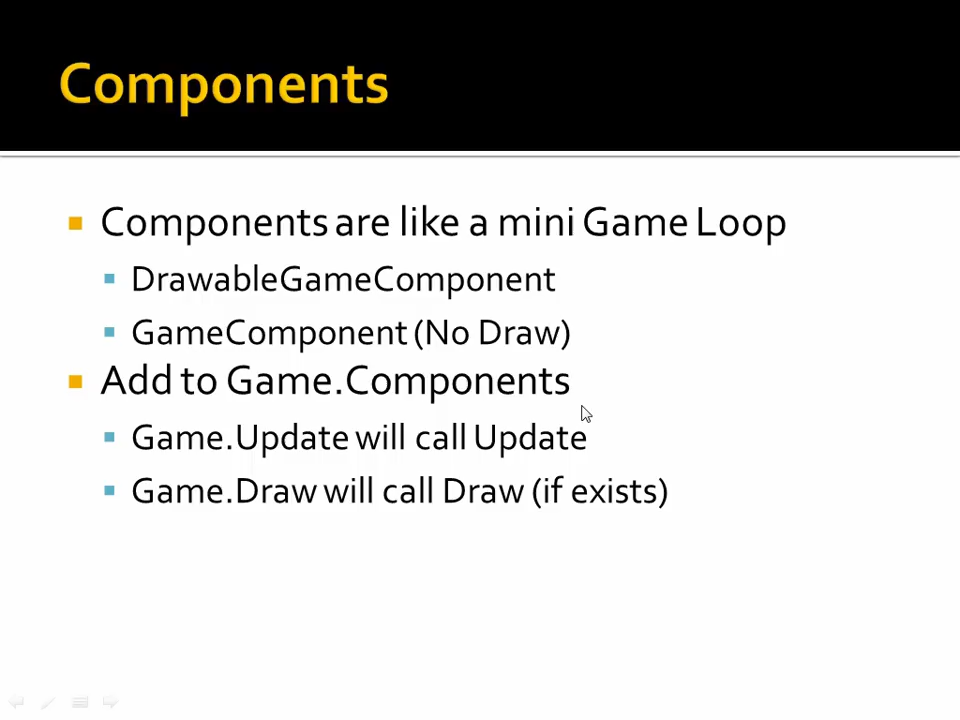 Components
Components are like a mini Game Loop
DrawableGameComponent
GameComponent (No Draw)
Add to Game.Components
Game.Update will call Update
Game.Draw will call Draw (if exists)